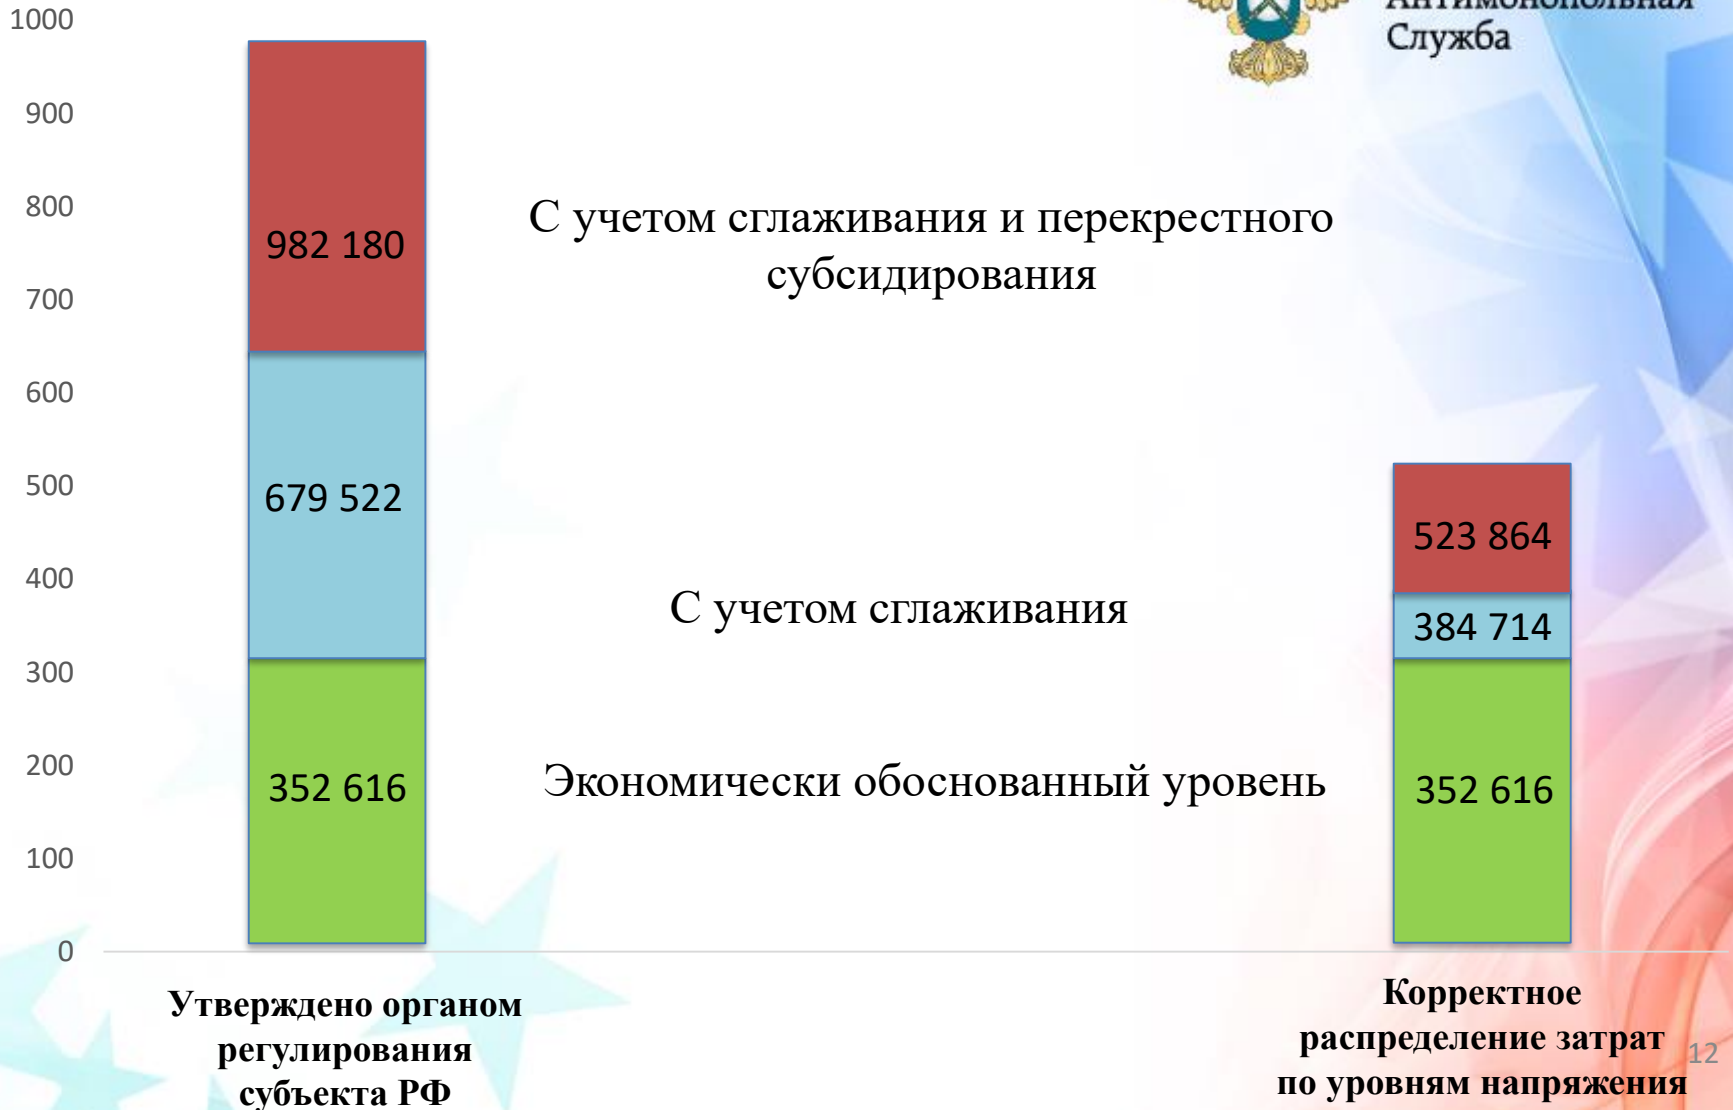 Антимонопольная
Служба
1000
900
800
700
600
500
400
300
200
100
0
982 180
679 522
352 616
С учетом сглаживания и перекрестного
субсидирования
С учетом сглаживания
Экономически обоснованный уровень
523 864
384 714
352 616
Утверждено органом
регулирования
субъекта РФ
Корректное
распределение затрат
по уровням напряжения
12